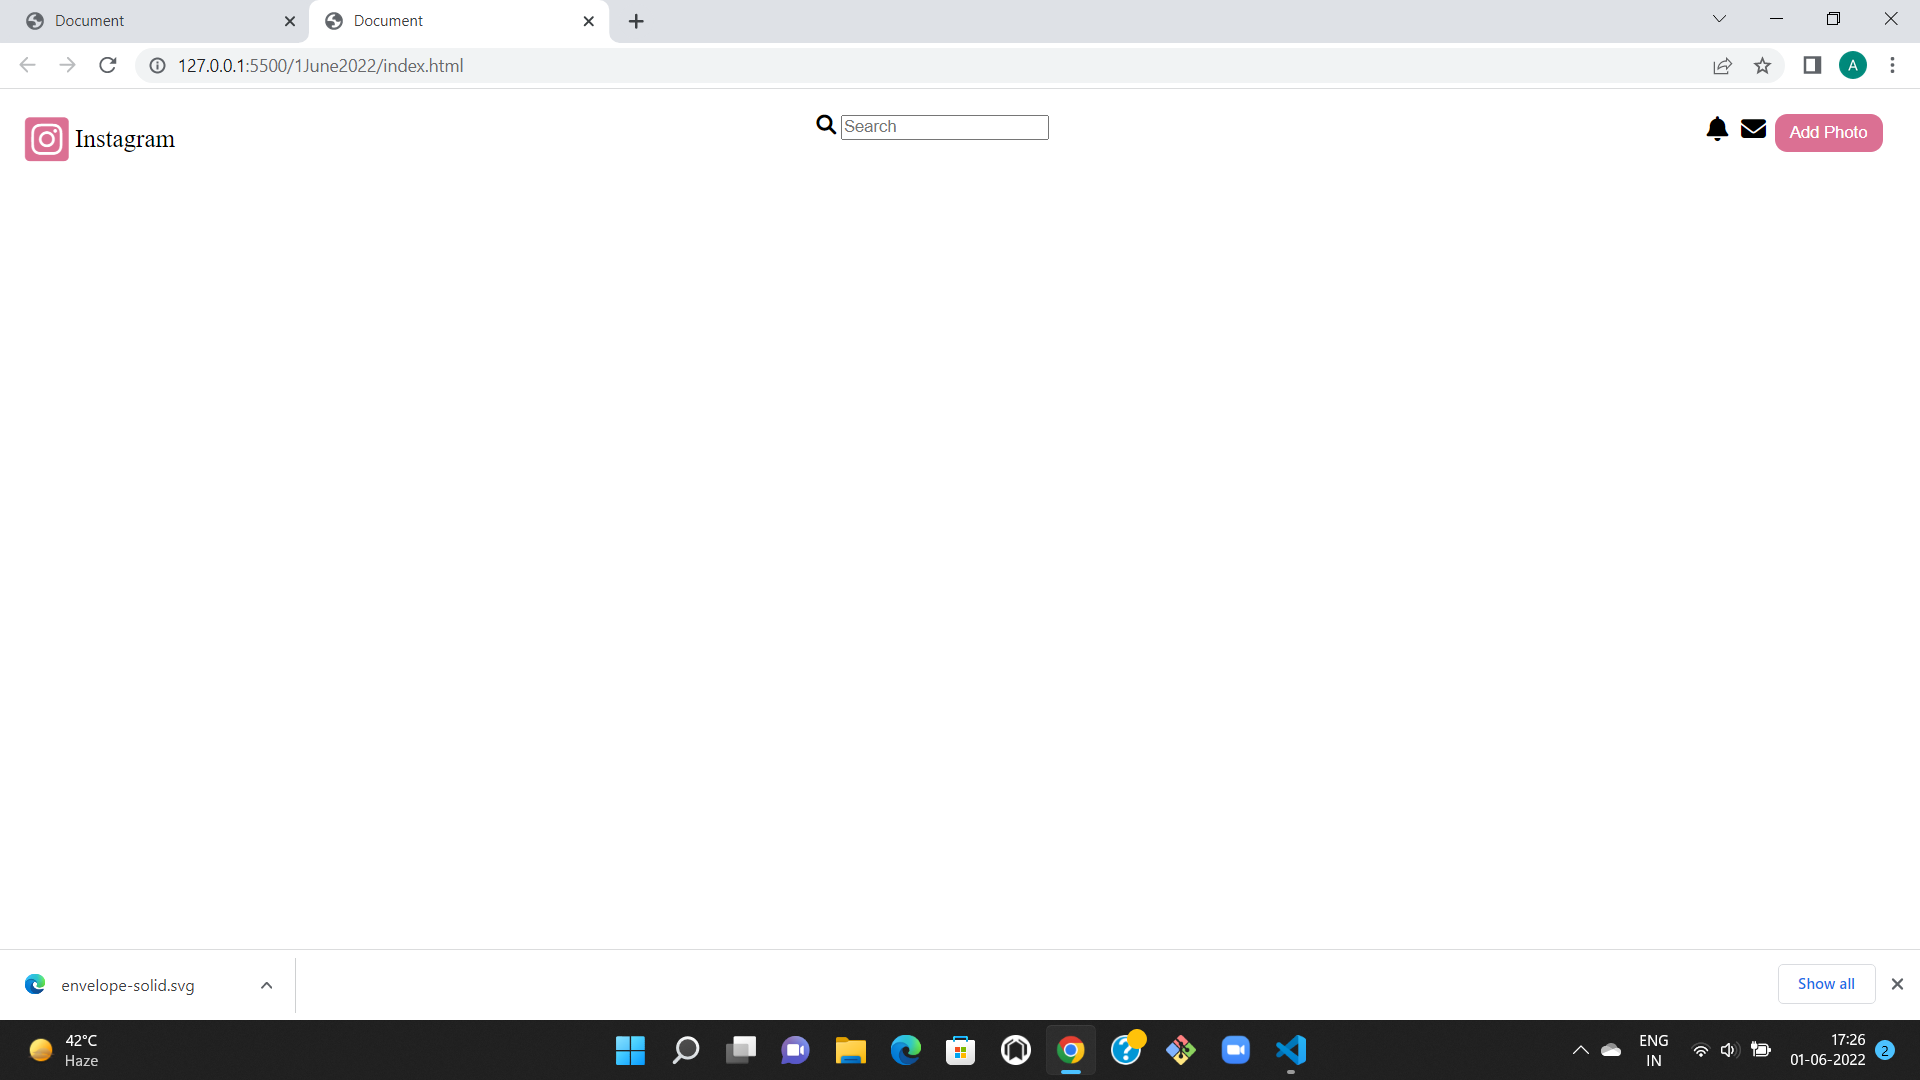 Document
Document
127.0.0.1:5500/1June2022/index.html
A
Instagram
Search
Add Photo
envelope-solid.svg
Show all
42°C
Haze
ENG
IN
17:26
01-06-2022
2